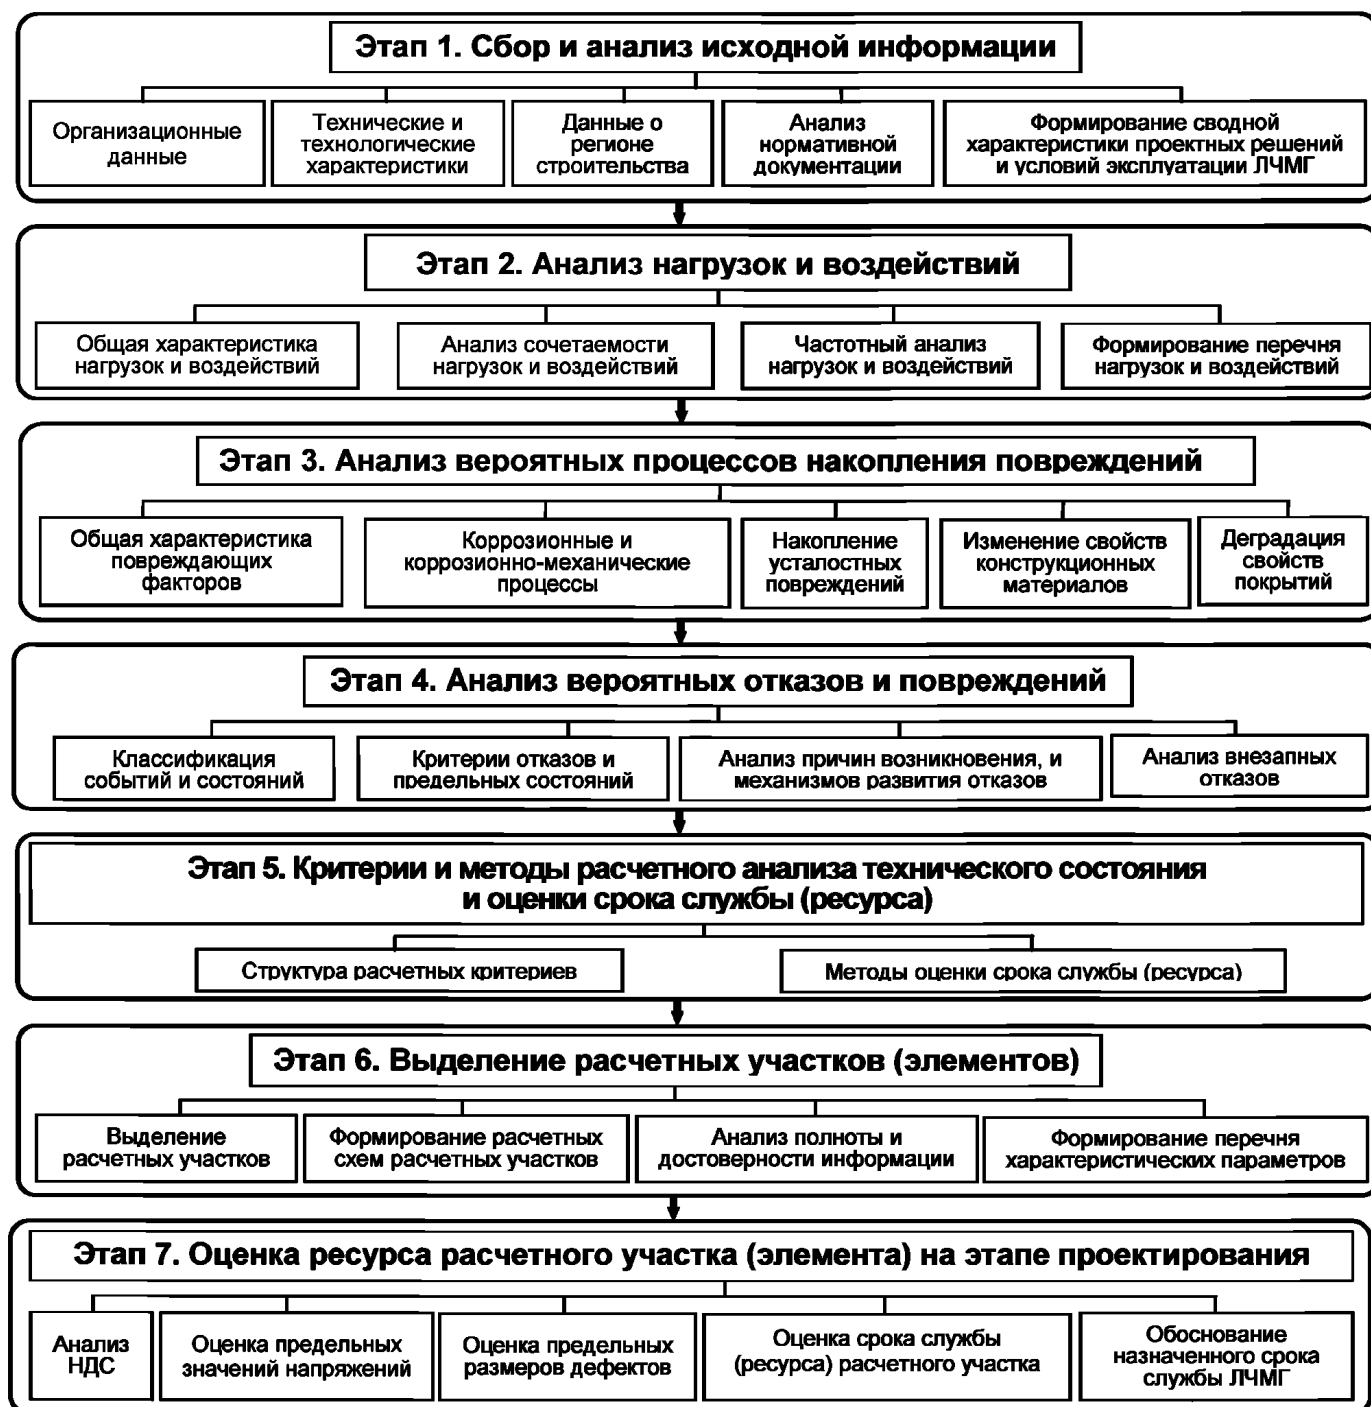 Этап 1. Сбор и анализ исходной информации
Организационные
данные
Технические и
технологические
характеристики
Данные о
регионе
строительства
Анализ
нормативной
документации
Формирование сводной
характеристики проектных решений
и условий эксплуатации ЛЧМГ
Этап 2. Анализ нагрузок и воздействий
Общая характеристика
нагрузок и воздействий
Анализ сочетаемости
нагрузок и воздействий
Частотный анализ
нагрузок и воздействий
Формирование перечня
нагрузок и воздействий
Этап 3. Анализ вероятных процессов накопления повреждений
Общая характеристика
повреждающих
факторов
Коррозионные и
коррозионно-механические
процессы
Накопление
усталостных
повреждений
Изменение свойств
конструкционных
материалов
Деградация
свойств
покрытий
Этап 4. Анализ вероятных отказов и повреждений
Классификация
событий и состояний
Критерии отказов и
предельных состояний
Анализ причин возникновения, и
механизмов развития отказов
Анализ внезапных
отказов
Этап 5. Критерии и методы расчетного анализа технического состояния
и оценки срока службы (ресурса)
Структура расчетных критериев
Методы оценки срока службы (ресурса)
Этап 6. Выделение расчетных участков (элементов)
Выделение
расчетных участков
Формирование расчетных
схем расчетных участков
Анализ полноты и
достоверности информации
Формирование перечня
характеристических параметров
Этап 7. Оценка ресурса расчетного участка (элемента) на этапе проектирования
Анализ
НДС
Оценка предельных
значений напряжений
Оценка предельных
размеров дефектов
Оценка срока службы
(ресурса) расчетного участка
Обоснование
назначенного срока
службы ЛЧМГ